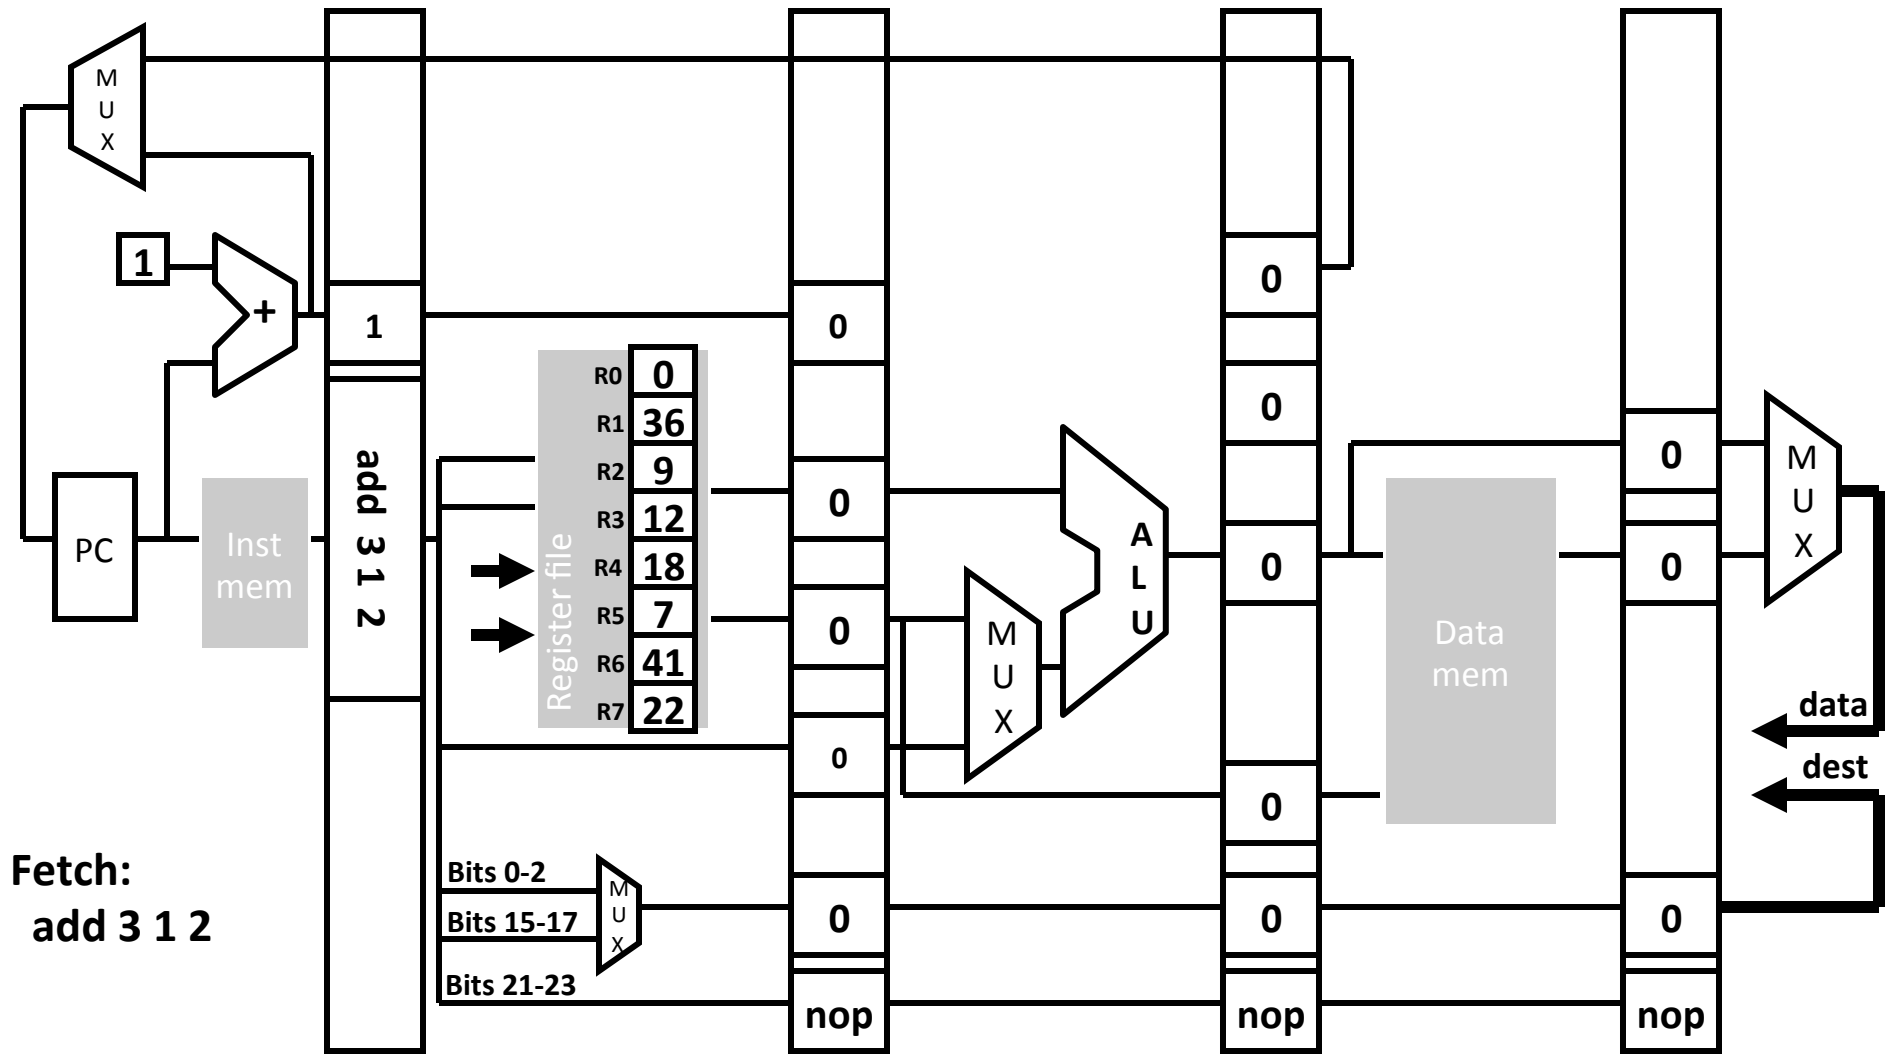 M
U
X
1
+
PC
Inst
mem
1
add 3 1 2
Register file
R0 0
R1 36
R2 9
R3 12
R4 18
R5 7
R6 41
R7 22
Bits 0-2
Bits 15-17
Bits 21-23
M
U
X
0
0
0
0
0
nop
M
U
X
A
L
U
0
0
0
0
0
nop
Data
mem
0
0
0
nop
M
U
X
data
dest
Fetch:
add 3 1 2